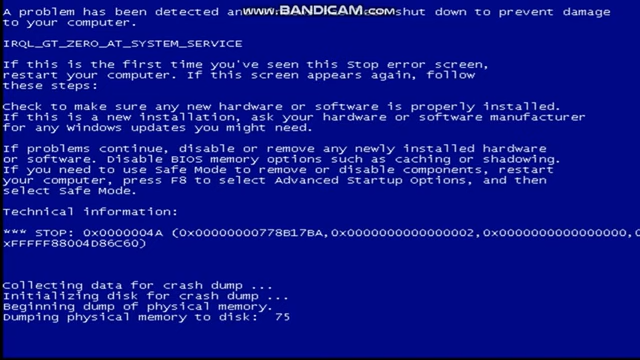 www.BANDICAM.com
A problem has been detected an shut down to prevent damage
to your computer.
IRQL_GT_ZERO_AT_SYSTEM_SERVICE
If this is the first time you've seen this Stop error screen,
restart your computer. If this screen appears again, follow
these steps:
Check to make sure any new hardware or software is properly installed.
If this is a new installation, ask your hardware or software manufacturer
for any Windows updates you might need.
If problems continue, disable or remove any newly installed hardware
or software. Disable BIOS memory options such as caching or shadowing.
If you need to use Safe Mode to remove or disable components, restart
your computer, press F8 to select Advanced Startup Options, and then
select Safe Mode.
Technical information:
*** STOP: 0x0000004A (0x00000000778B17BA,0x0000000000000002,0x0000000000000000,0
xFFFFF88004D86C60)
Collecting data for crash dump ...
Initializing disk for crash dump ...
Beginning dump of physical memory.
Dumping physical memory to disk:  75